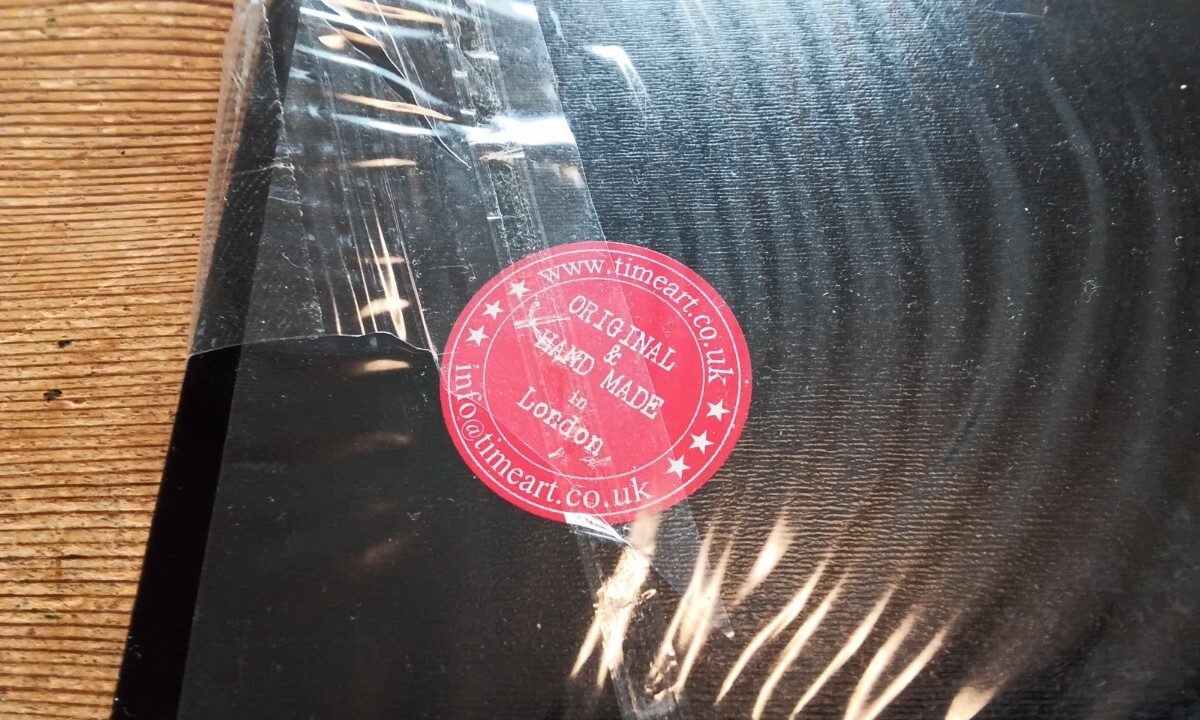 www.timeart.co.uk
ORIGINAL
&
HAND MADE
in
London
info@timeart.co.uk